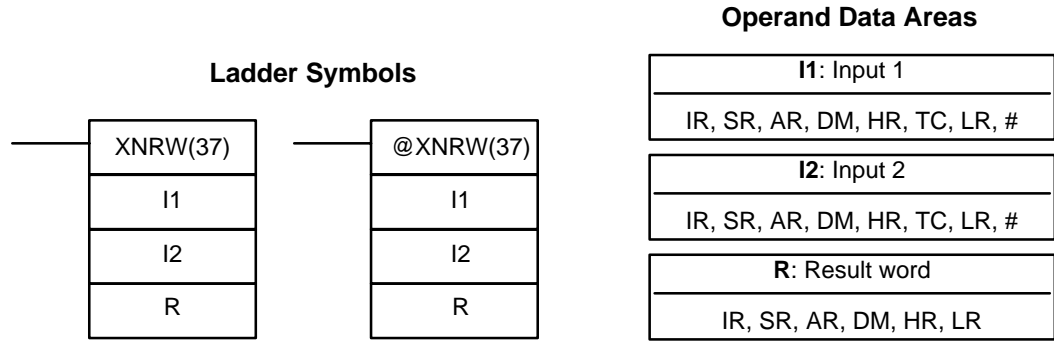 Ladder Symbols
XNRW(37)
I1
I2
R
@XNRW(37)
I1
I2
R
Operand Data Areas
I1: Input 1
IR, SR, AR, DM, HR, TC, LR, #
I2: Input 2
IR, SR, AR, DM, HR, TC, LR, #
R: Result word
IR, SR, AR, DM, HR, LR